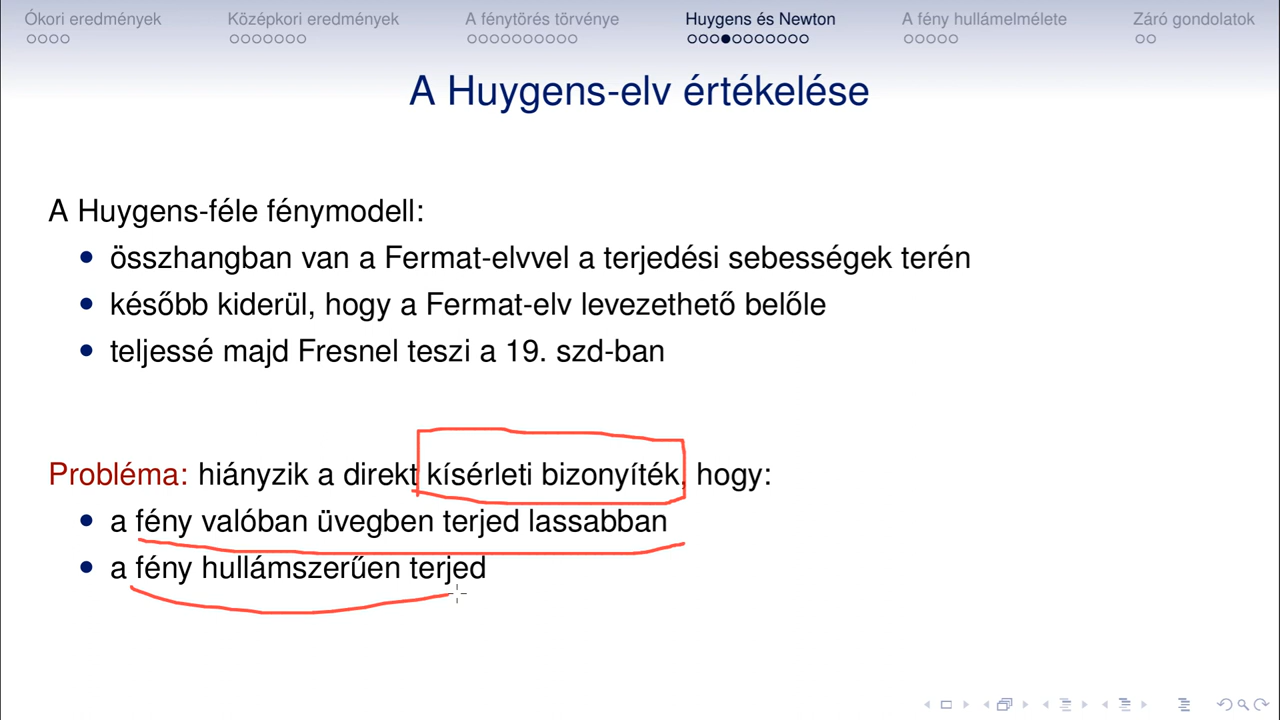 Ókori eredmények Középkori eredmények A fénytörés törvénye Huygens és Newton A fény hullámelmélete Záró gondolatok
A Huygens-elv értékelése
A Huygens-féle fénymodell:
összhangban van a Fermat-elvvel a terjedési sebességek terén
később kiderül, hogy a Fermat-elv levezethető belőle
teljessé majd Fresnel teszi a 19. szd-ban
Probléma: hiányzik a direkt kísérleti bizonyíték, hogy:
a fény valóban üvegben terjed lassabban
a fény hullámszerűen terjed